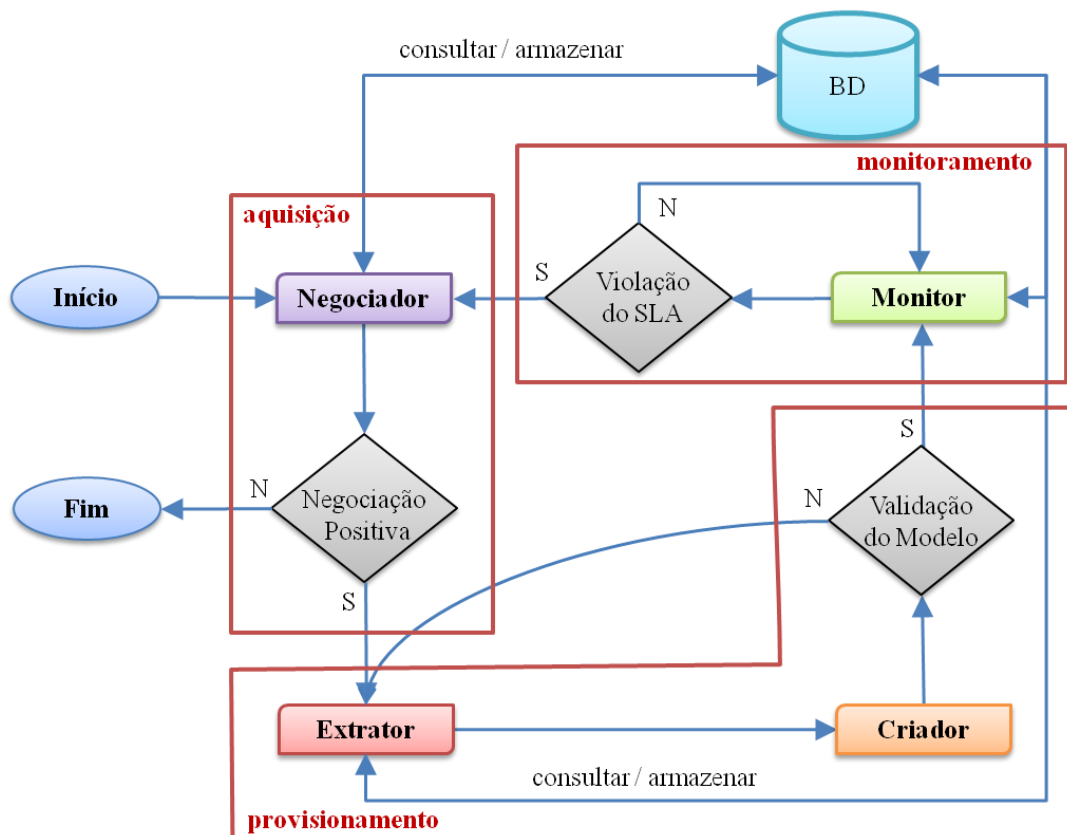 consultar / armazenar
BD
monitoramento
aquisição
N
S
Início
Negociador
Violação
do SLA
Monitor
S
N
N
Fim
Negociação
Positiva
Validação
do Modelo
S
Extrator
Criador
consultar / armazenar
provisionamento